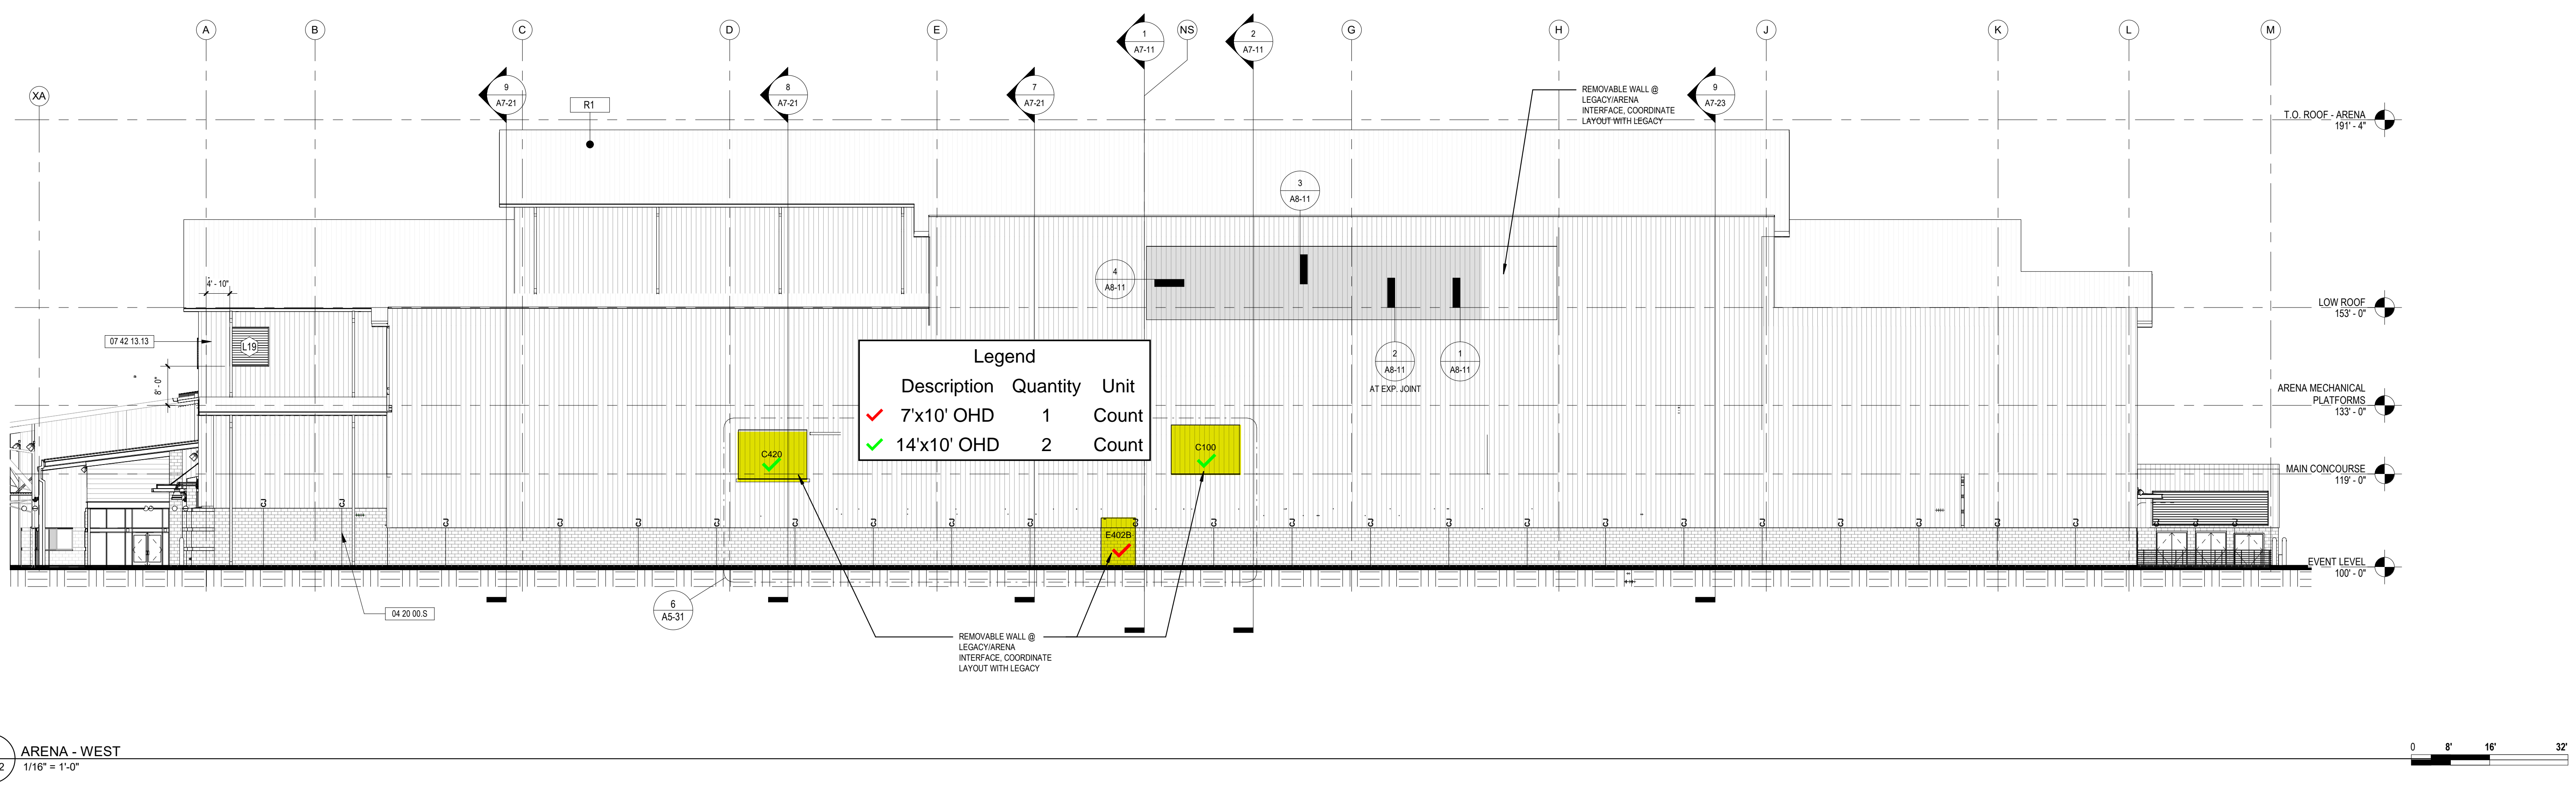 A
B
C
D
E
1
A7-11
NS
2
A7-11
G
H
J
K
L
M
XA
9
A7-21
R1
8
A7-21
7
A7-21
REMOVABLE WALL @
LEGACY/ARENA
INTERFACE, COORDINATE
LAYOUT WITH LEGACY
9
A7-23
T.O. ROOF - ARENA
191' - 4"
3
A8-11
4
A8-11
4' - 10"
LOW ROOF
153' - 0"
07 42 13.13
L19
8' - 0"
2
A8-11
AT EXP. JOINT
1
A8-11
Legend
Description Quantity Unit
7'x10' OHD 1 Count
14'x10' OHD 2 Count
ARENA MECHANICAL
PLATFORMS
133' - 0"
C420
C100
MAIN CONCOURSE
119' - 0"
E402B
EVENT LEVEL
100' - 0"
6
A5-31
04 20 00.S
REMOVABLE WALL @
LEGACY/ARENA
INTERFACE, COORDINATE
LAYOUT WITH LEGACY
2
ARENA - WEST
1/16" = 1'-0"
0 8' 16' 32'